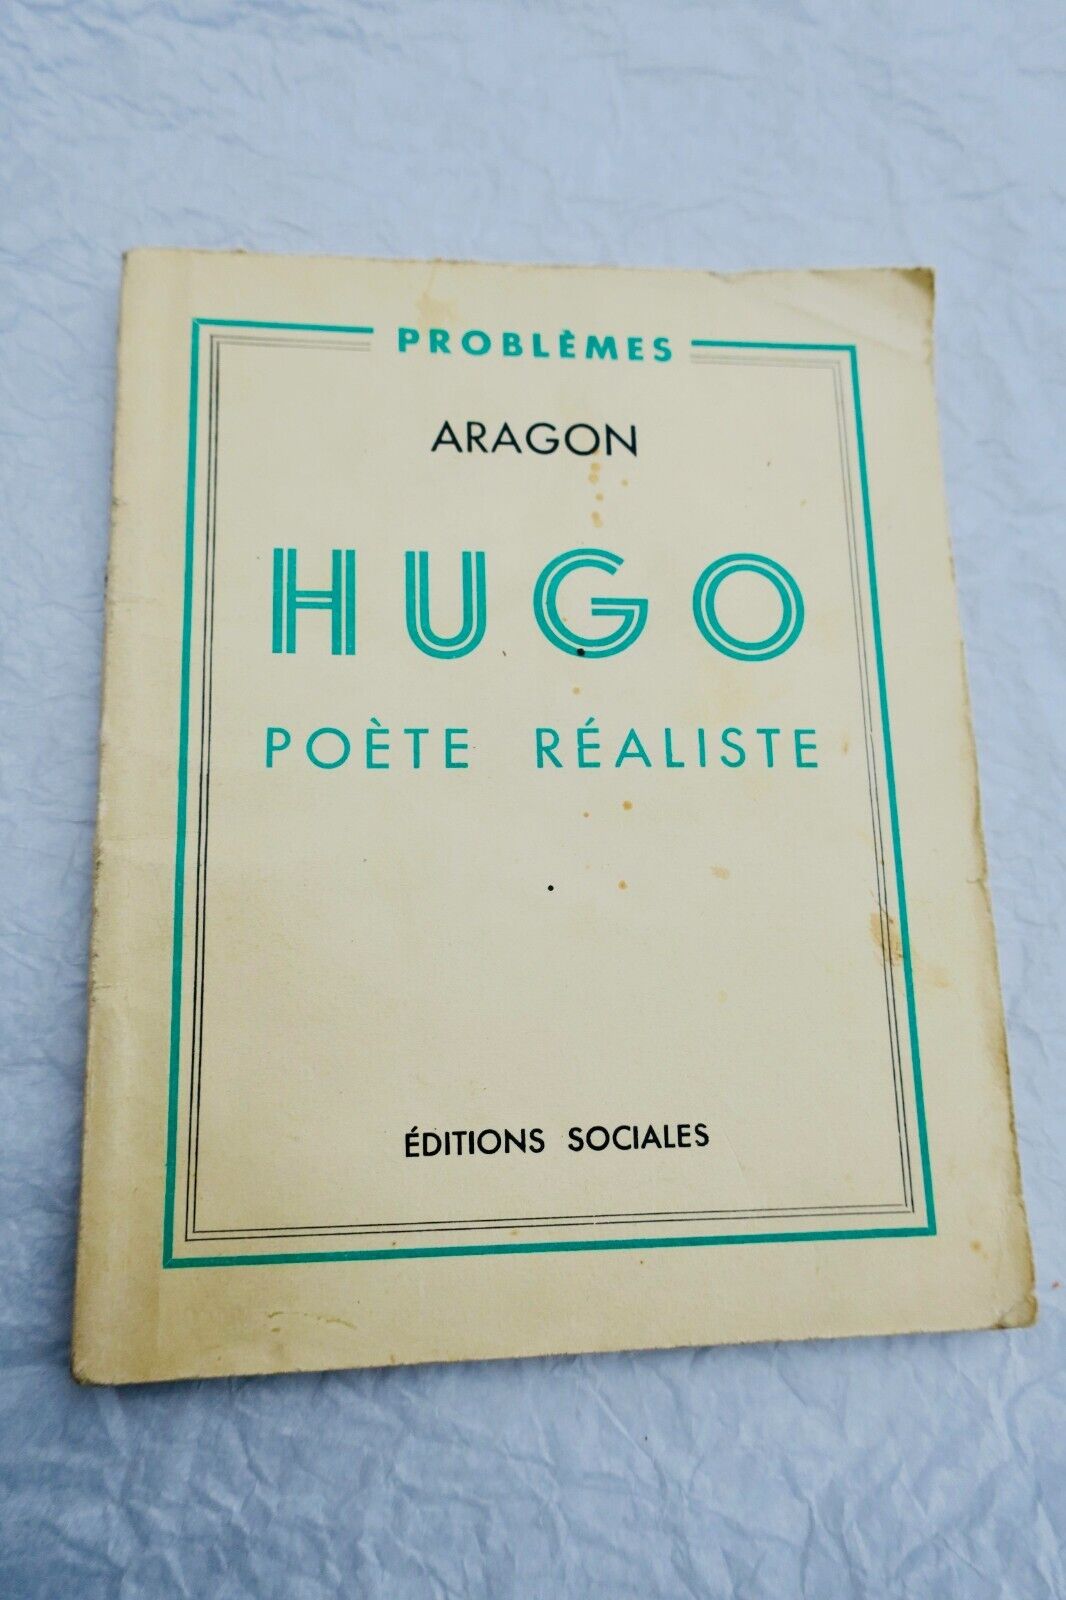 PROBLÈMES
ARAGON
HUGO
POÈTE RÉALISTE
ÉDITIONS SOCIALES